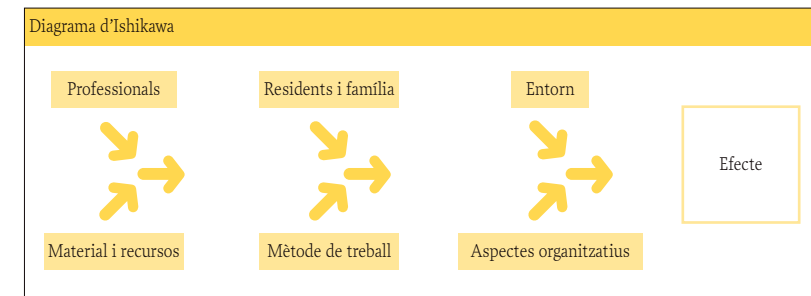 Diagrama d’Ishikawa
Professionals
Residents i família
Entorn
Efecte
Material i recursos
Mètode de treball
Aspectes organitzatius